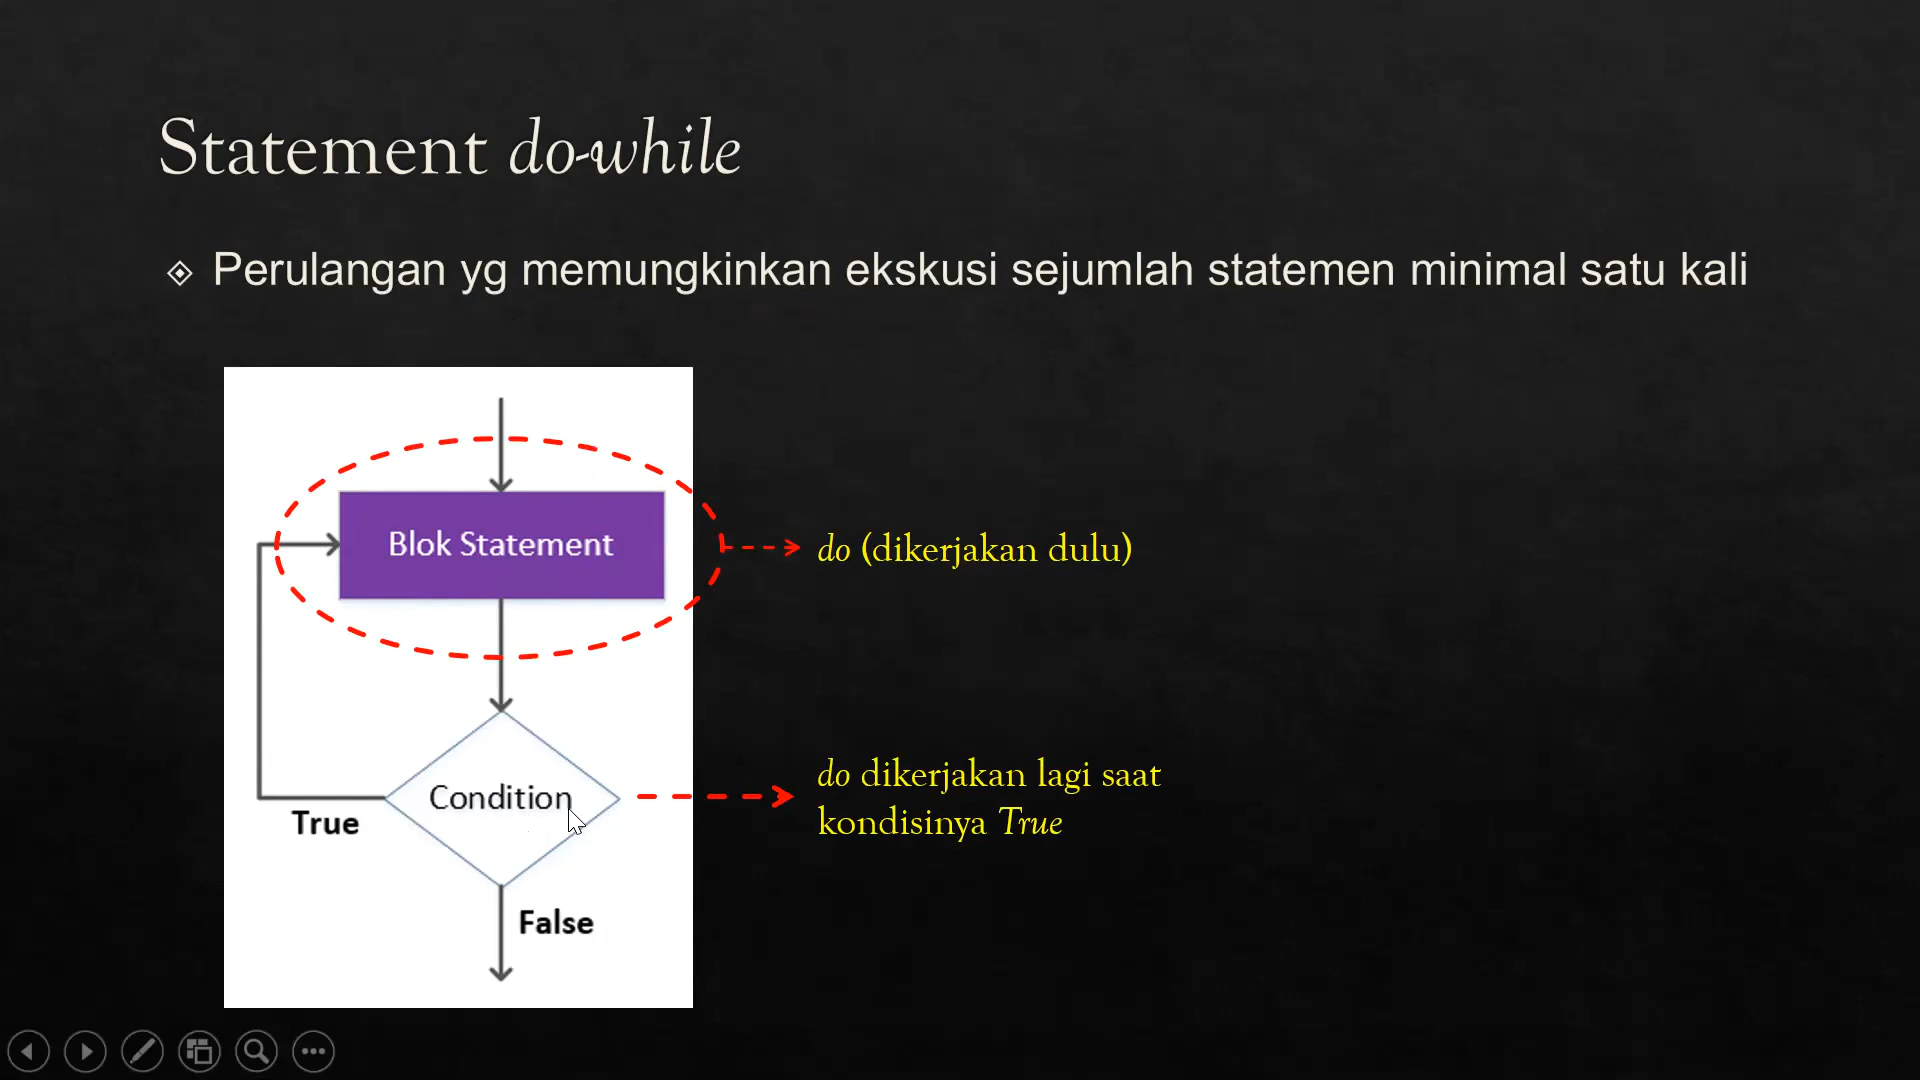 Statement do-while
Perulangan yg memungkinkan ekskusi sejumlah statemen minimal satu kali
Blok Statement
do (dikerjakan dulu)
do dikerjakan lagi saat
kondisinya True
Condition
True
False